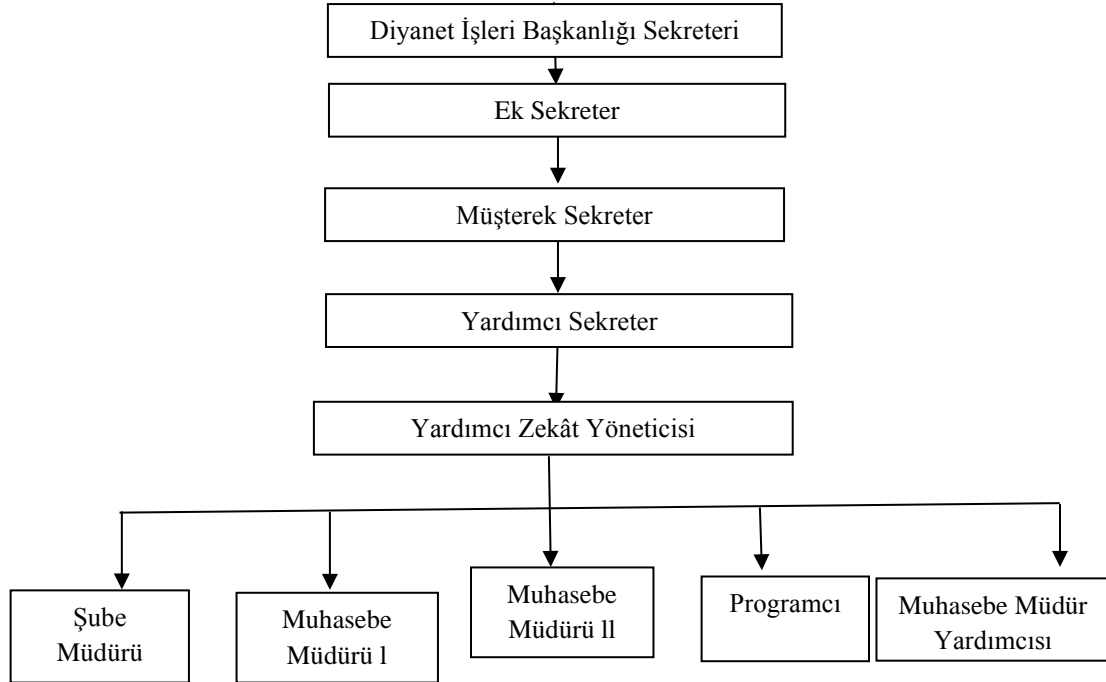 Diyanet İşleri Başkanlığı Sekreteri
Ek Sekreter
Müşterek Sekreter
Yardımcı Sekreter
Yardımcı Zekât Yöneticisi
Şube
Müdürü
Muhasebe
Müdürü l
Muhasebe
Müdürü ll
Programcı
Muhasebe Müdür
Yardımcısı